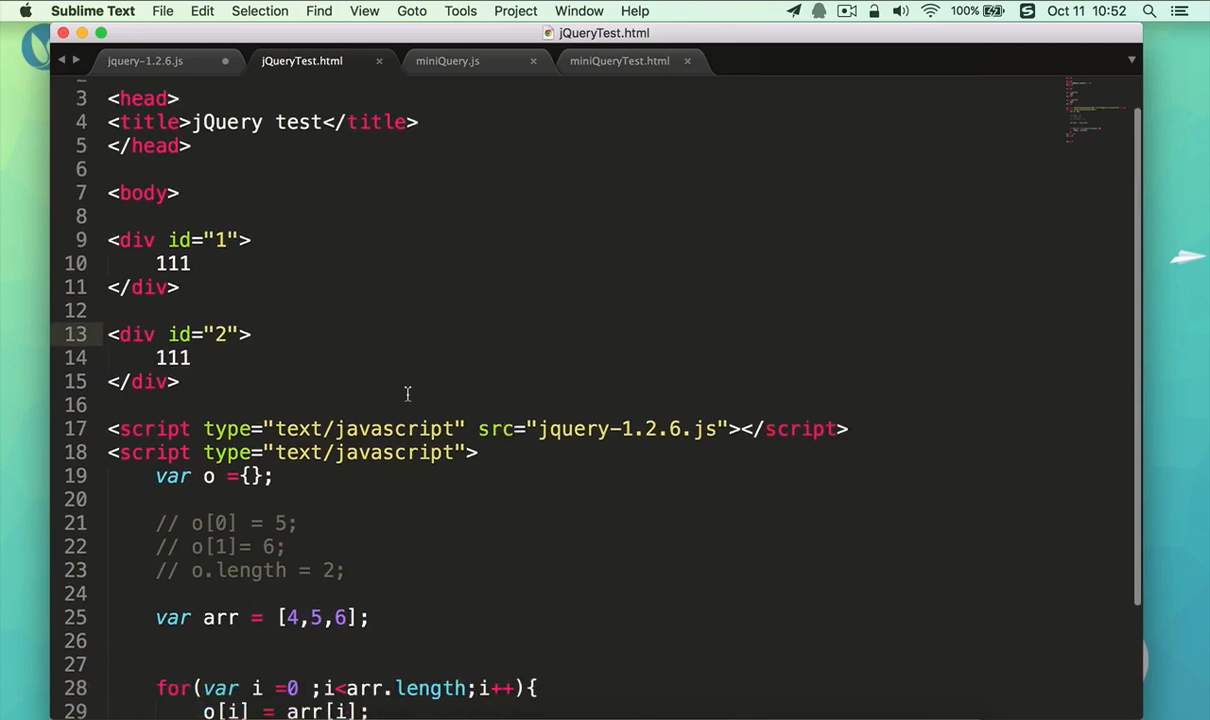 Sublime Text File Edit Selection Find View Goto Tools Project Window Help 100% Oct 11 10:52
jQueryTest.html
jquery-1.2.6.js jQueryTest.html miniQuery.js miniQueryTest.html
3 <head>
4 <title>jQuery test</title>
5 </head>
6
7 <body>
8
9 <div id="1">
10 111
11 </div>
12
13 <div id="2">
14 111
15 </div>
16
17 <script type="text/javascript" src="jquery-1.2.6.js"></script>
18 <script type="text/javascript">
19 var o ={};
20
21 // o[0] = 5;
22 // o[1]= 6;
23 // o.length = 2;
24
25 var arr = [4,5,6];
26
27
28 for(var i =0 ;i<arr.length;i++){
29 o[i] = arr[i];